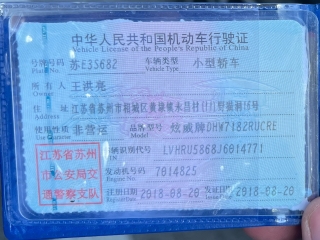 中华人民共和国机动车行驶证
Vehicle License of the People's Republic of China
号牌号码 苏E3S682 车辆类型 小型轿车
Plate No. Vehicle Type
所有人 王洪亮
Owner
住址 江苏省苏州市相城区黄埭镇永昌村
Address
使用性质 非营运 品牌型号 炫威牌DHW7182RUCRE
Use Character Model
江苏省苏州
市公安局交
通警察支队
车辆识别代号 LVHRU5868J6014771
VIN
发动机号码 7014825
Engine No.
注册日期 2018-08-20 发证日期 2018-08-20
Register Date Issue Date